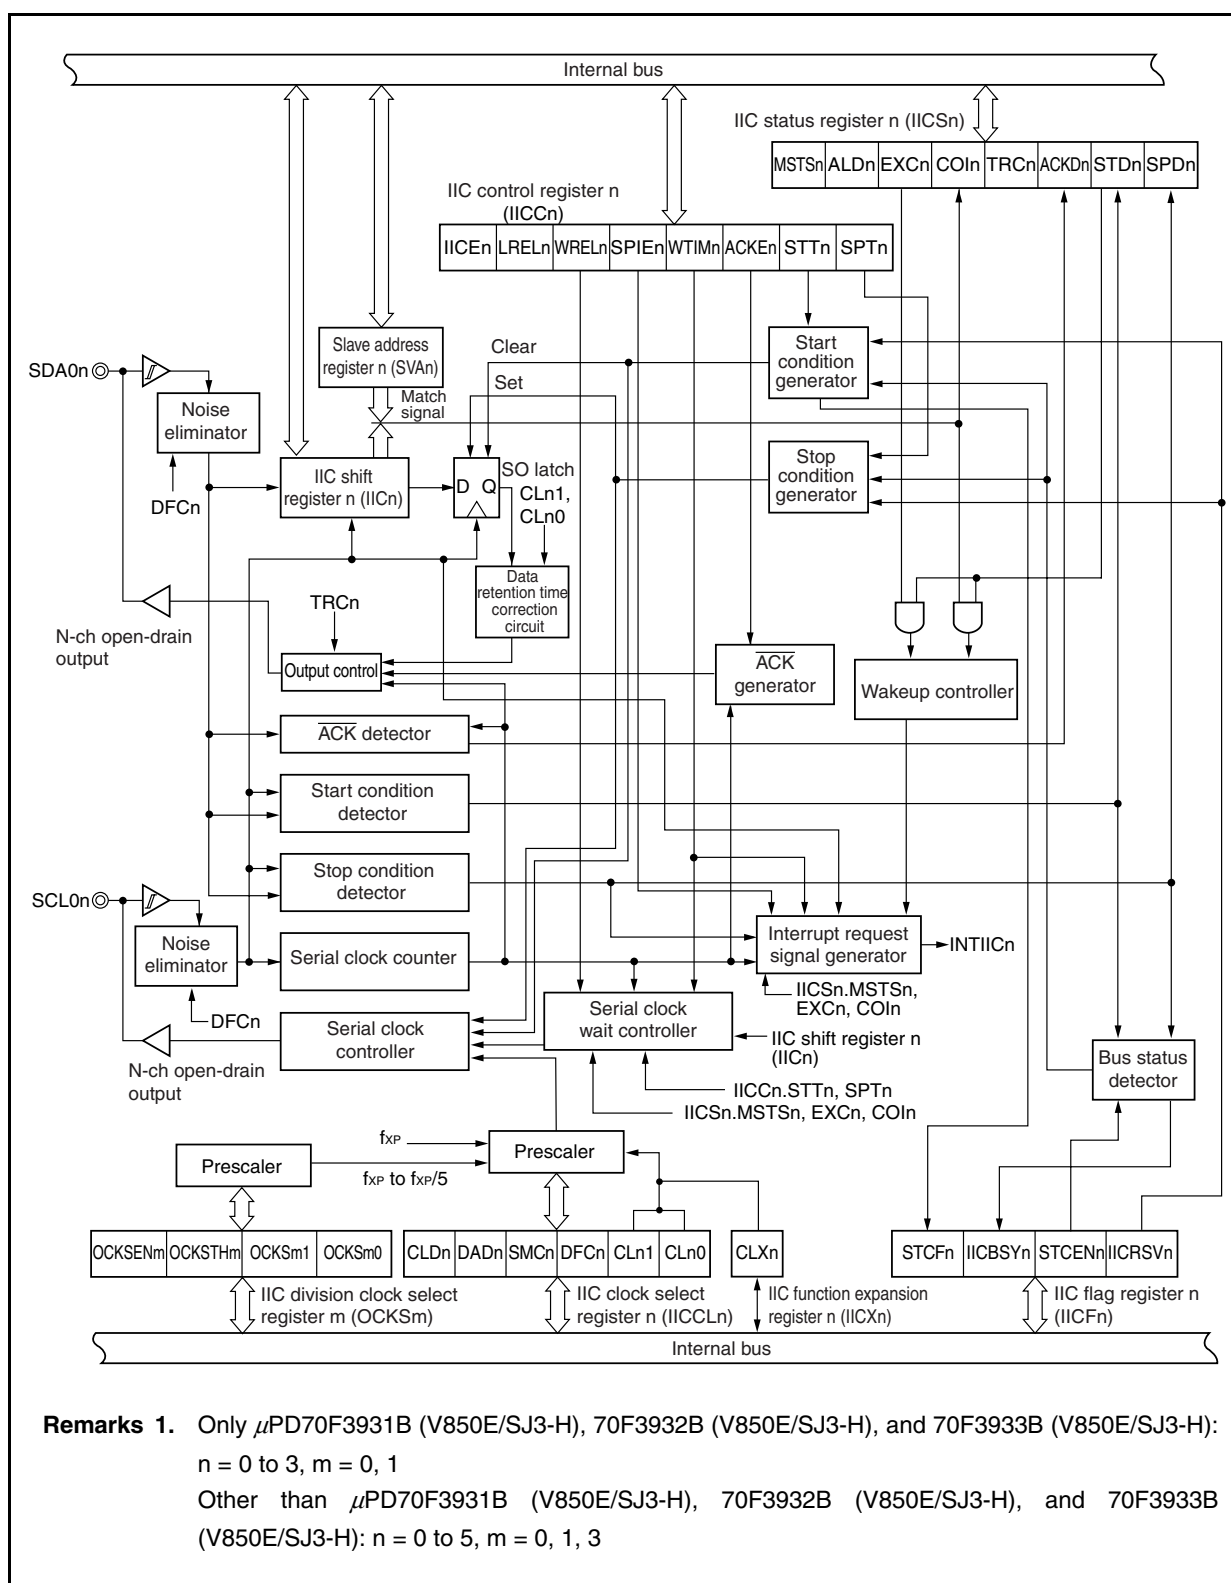 Internal bus
IIC status register n (IICSn)
MSTSn ALDn EXCn COIn TRCn ACKDn STDn SPDn
IIC control register n
(IICCn)
IICEn LRELn WRELn SPIEn WTIMn ACKEn STTn SPTn
Slave address
register n (SVAn)
Clear
Start
condition
generator
SDA0n
Set
Match
signal
Noise
eliminator
DFCn
IIC shift
register n (IICn)
D Q
SO latch
CLn1,
CLn0
Stop
condition
generator
Data
retention time
correction
circuit
TRCn
N-ch open-drain
output
Output control
ACK
generator
Wakeup controller
ACK detector
Start condition
detector
Stop condition
detector
SCL0n
Noise
eliminator
DFCn
Serial clock counter
Interrupt request
signal generator
INTIICn
IICSn.MSTSn,
EXCn, COIn
Serial clock
controller
Serial clock
wait controller
IIC shift register n
(IICn)
Bus status
detector
N-ch open-drain
output
IICCn.STTn, SPTn
IICSn.MSTSn, EXCn, COIn
fXP
Prescaler
Prescaler
fXP to fXP/5
OCKSENm OCKSTHm OCKSm1 OCKSm0
CLDn DADn SMCn DFCn CLn1 CLn0
CLXn
STCFn IICBSYn STCENn IICRSVn
IIC division clock select
register m (OCKSm)
IIC clock select
register n (IICCLn)
IIC function expansion
register n (IICXn)
IIC flag register n
(IICFn)
Internal bus
Remarks 1. Only μPD70F3931B (V850E/SJ3-H), 70F3932B (V850E/SJ3-H), and 70F3933B (V850E/SJ3-H):
n = 0 to 3, m = 0, 1
Other than μPD70F3931B (V850E/SJ3-H), 70F3932B (V850E/SJ3-H), and 70F3933B
(V850E/SJ3-H): n = 0 to 5, m = 0, 1, 3